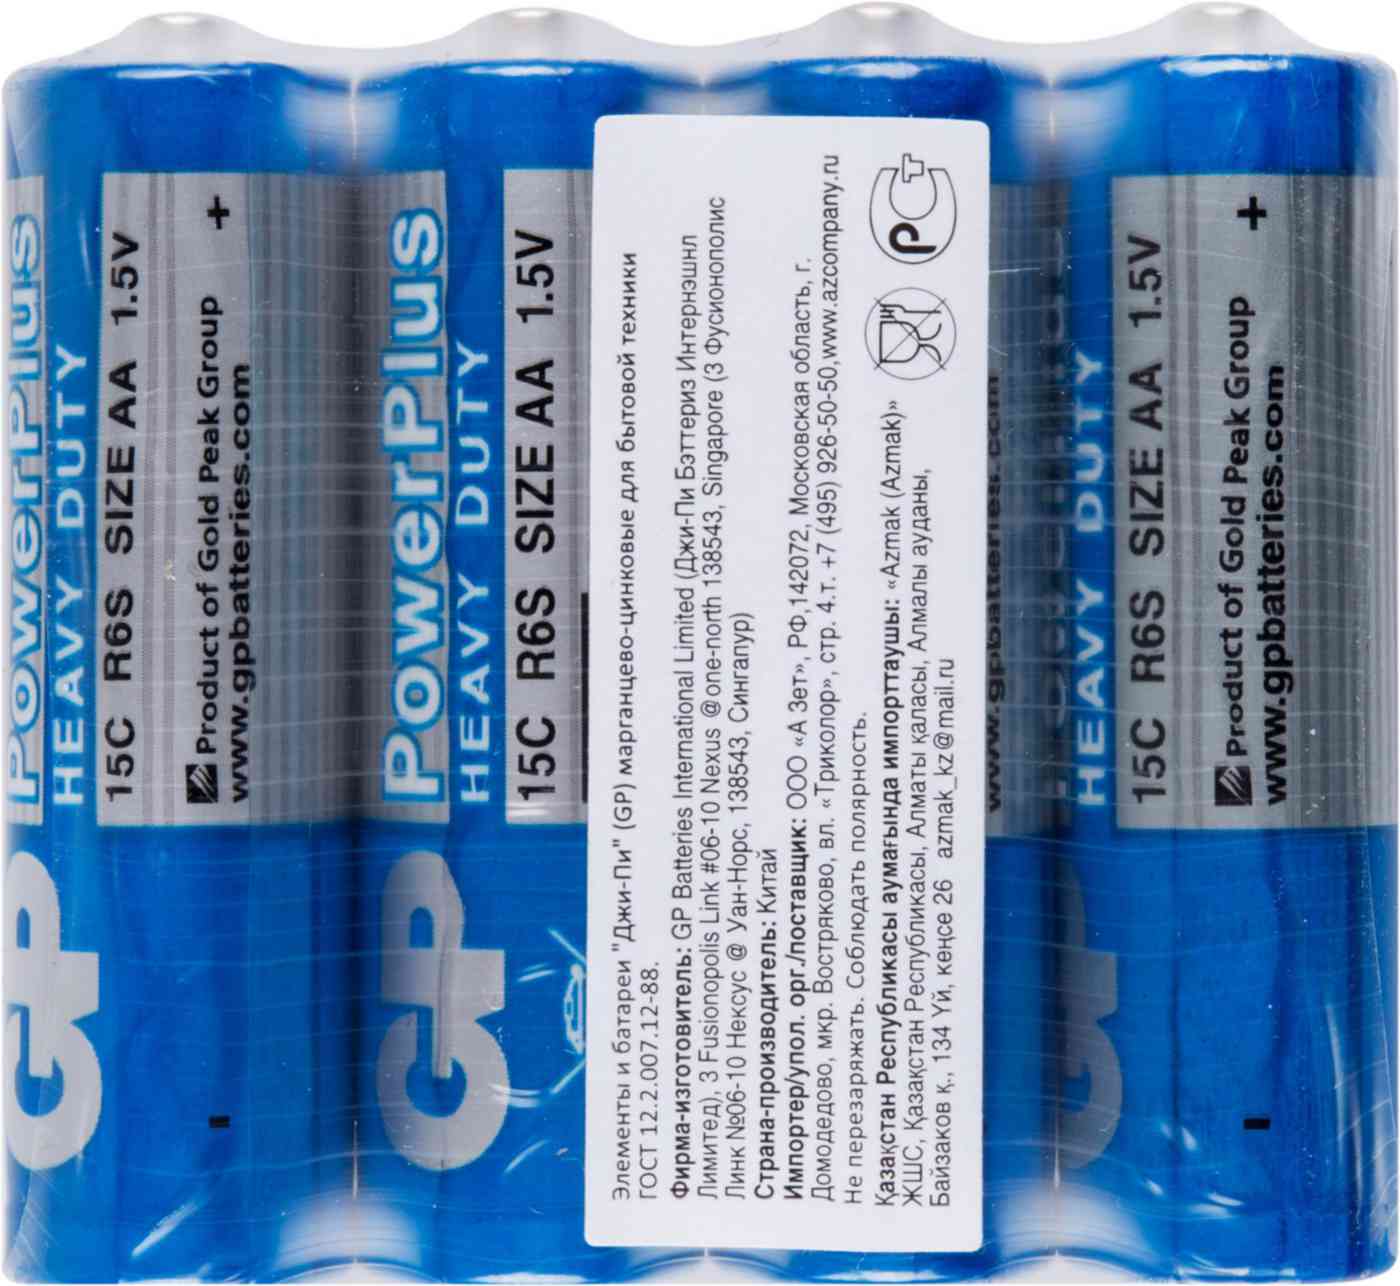 GP
PowerPlus
HEAVY DUTY
15C R6S SIZE AA 1.5V
+
Product of Gold Peak Group
www.gpbatteries.com
-
GP
PowerPlus
HEAVY DUTY
15C R6S SIZE AA 1.5V
Элементы и батареи "Джи-Пи" (GP) марганцево-цинковые для бытовой техники
ГОСТ 12.2.007.12-88.
Фирма-изготовитель: GP Batteries International Limited (Джи-Пи Бэттериз Интернэшнл
Лимитед), 3 Fusionopolis Link #06-10 Nexus @one-north 138543, Singapore (3 Фусионополис
Линк №06-10 Нексус @ Уан-Норс, 138543, Сингапур)
Страна-производитель: Китай
Импортер/упол. орг./поставщик: ООО «А Зет», РФ,142072, Московская область, г.
Домодедово, мкр. Востряково, вл. «Триколор», стр. 4.т. +7 (495) 926-50-50,www.azcompany.ru
Не перезаряжать. Соблюдать полярность.
Қазақстан Республикасы аумағында импорттаушы: «Azmak (Azmak)»
ЖШС, Қазақстан Республикасы, Алматы қаласы, Алмалы ауданы,
Байзаков қ., 134 Үй, кеңсе 26 azmak_kz@mail.ru
РСТ
www.gpbatteries.com
GP
HEAVY DUTY
15C R6S SIZE AA 1.5V
+
Product of Gold Peak Group
www.gpbatteries.com
-